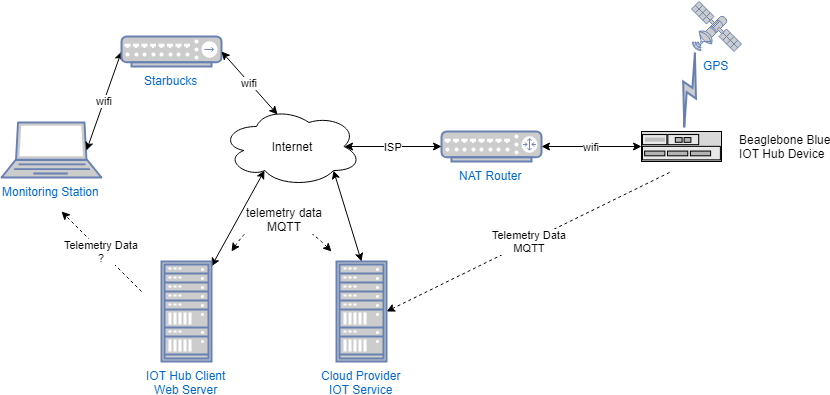 GPS
Starbucks
wifi
wifi
Internet
ISP
wifi
Beaglebone Blue
IOT Hub Device
NAT Router
Monitoring Station
telemetry data
MQTT
Telemetry Data
?
Telemetry Data
MQTT
IOT Hub Client
Web Server
Cloud Provider
IOT Service